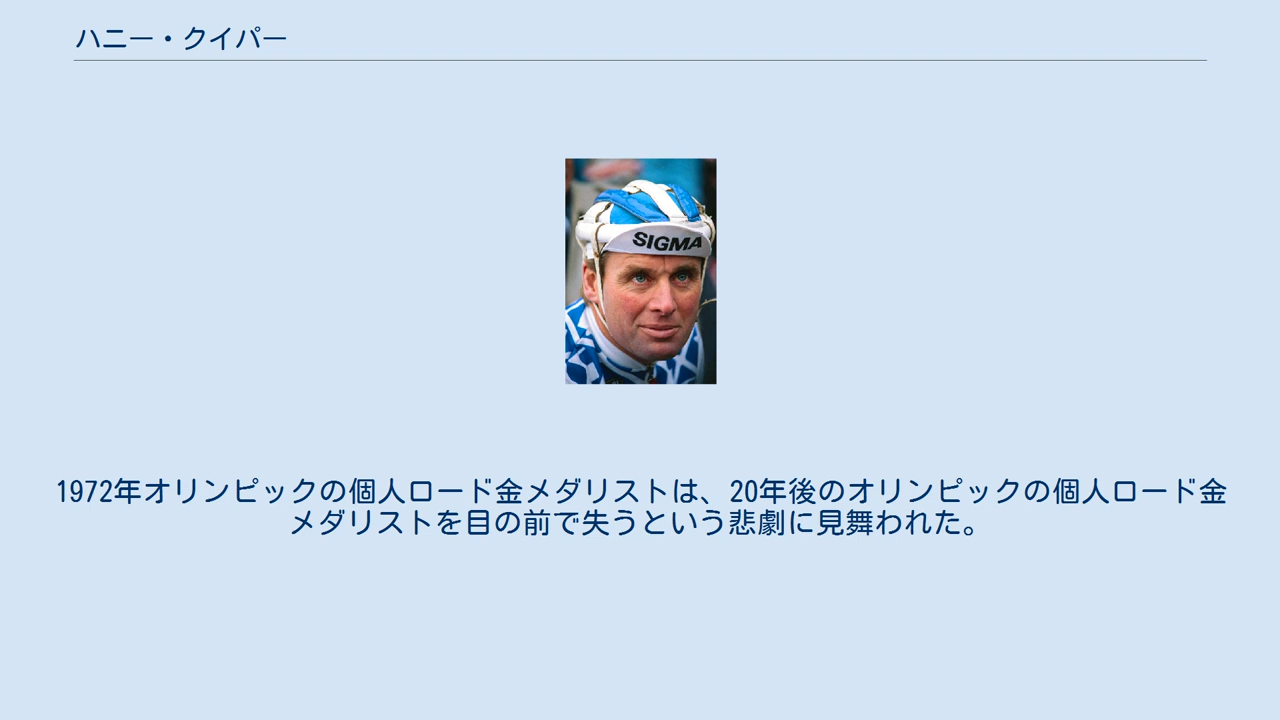 ハニー・クイパー
SIGMA
1972年オリンピックの個人ロード金メダリストは、20年後のオリンピックの個人ロード金
メダリストを目の前で失うという悲劇に見舞われた。